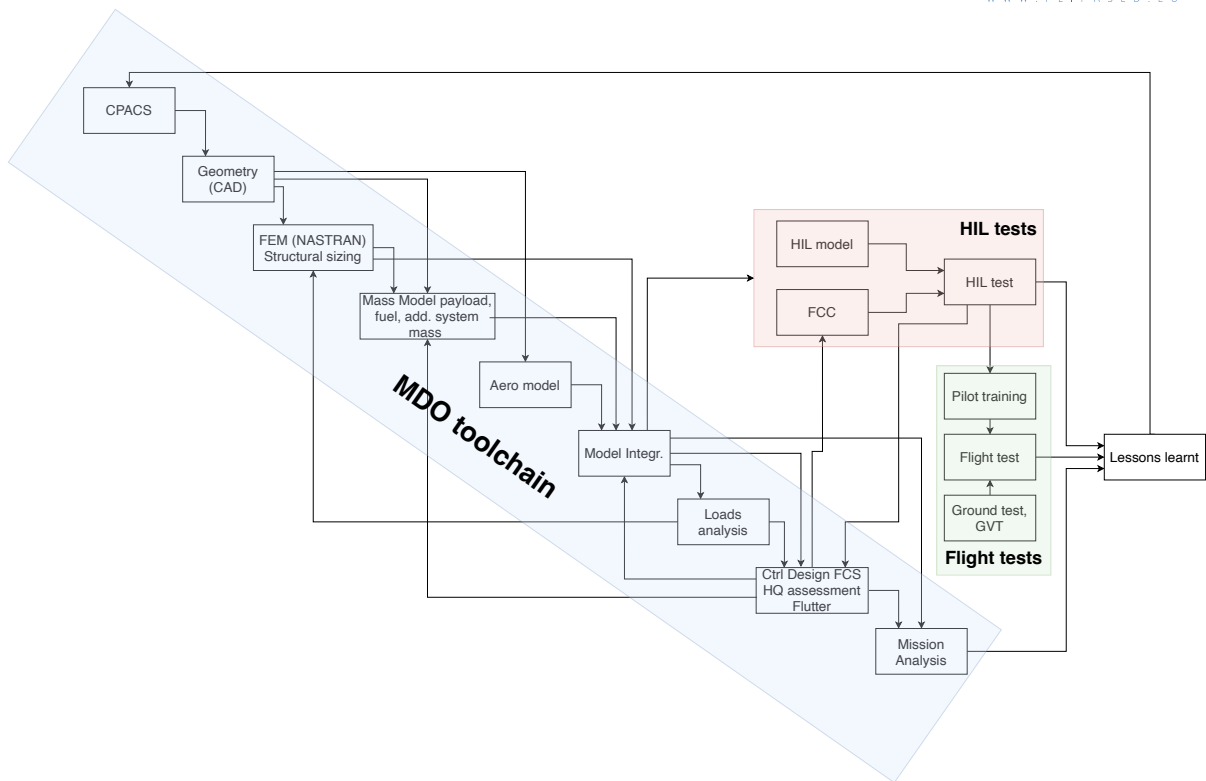 CPACS
Geometry
(CAD)
FEM (NASTRAN)
Structural sizing
Mass Model payload,
fuel, add. system
mass
Aero model
MDO toolchain
Model Integr.
Loads
analysis
Ctrl Design FCS
HQ assessment
Flutter
Mission
Analysis
HIL tests
HIL model
HIL test
FCC
Pilot training
Flight test
Ground test,
GVT
Flight tests
Lessons learnt